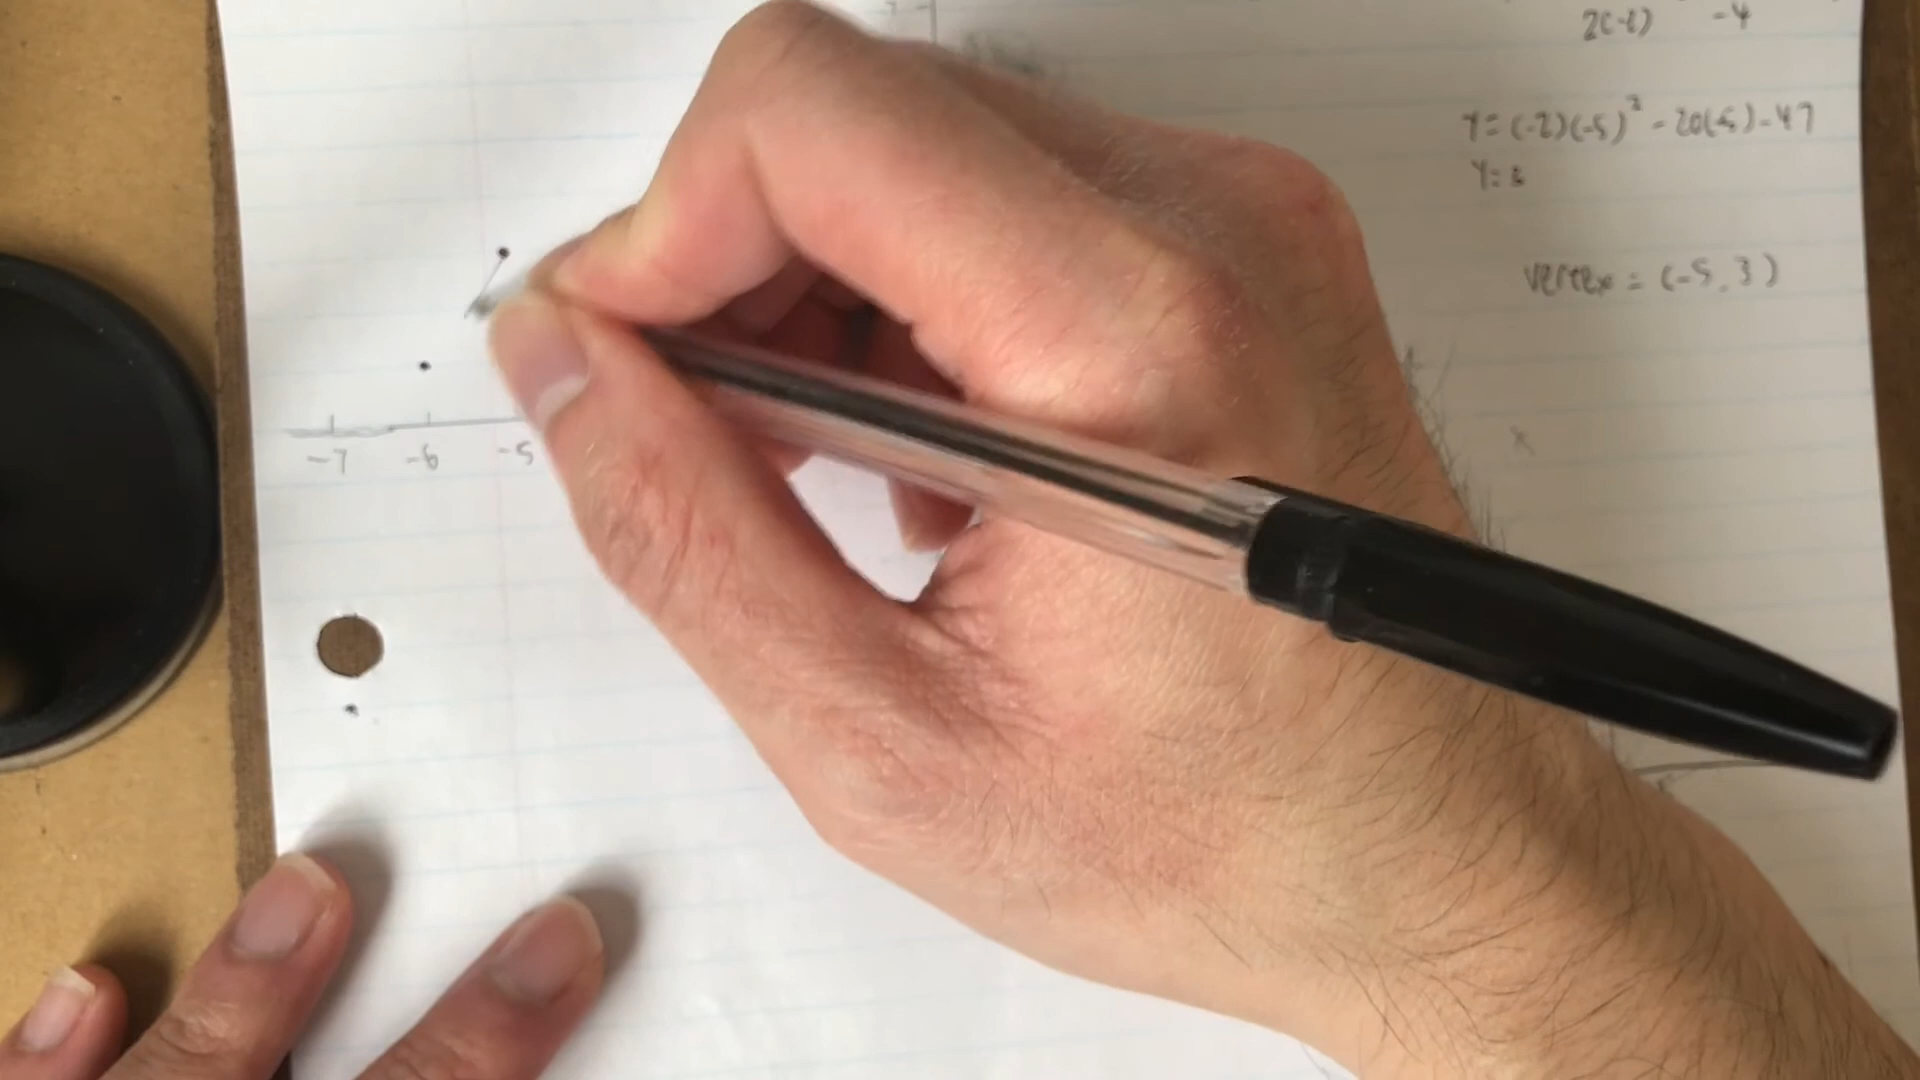 2(-2) -4
Y=(-2)(-5)² - 20(-5) - 47
Y=3
vertex = (-5, 3)
x
-7 -6 -5